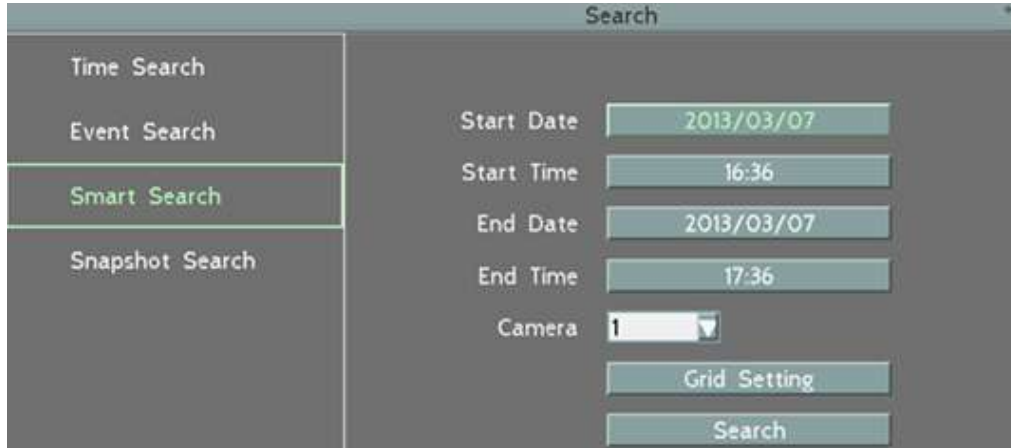 Search
Time Search
Event Search
Smart Search
Snapshot Search
Start Date 2013/03/07
Start Time 16:36
End Date 2013/03/07
End Time 17:36
Camera 1
Grid Setting
Search